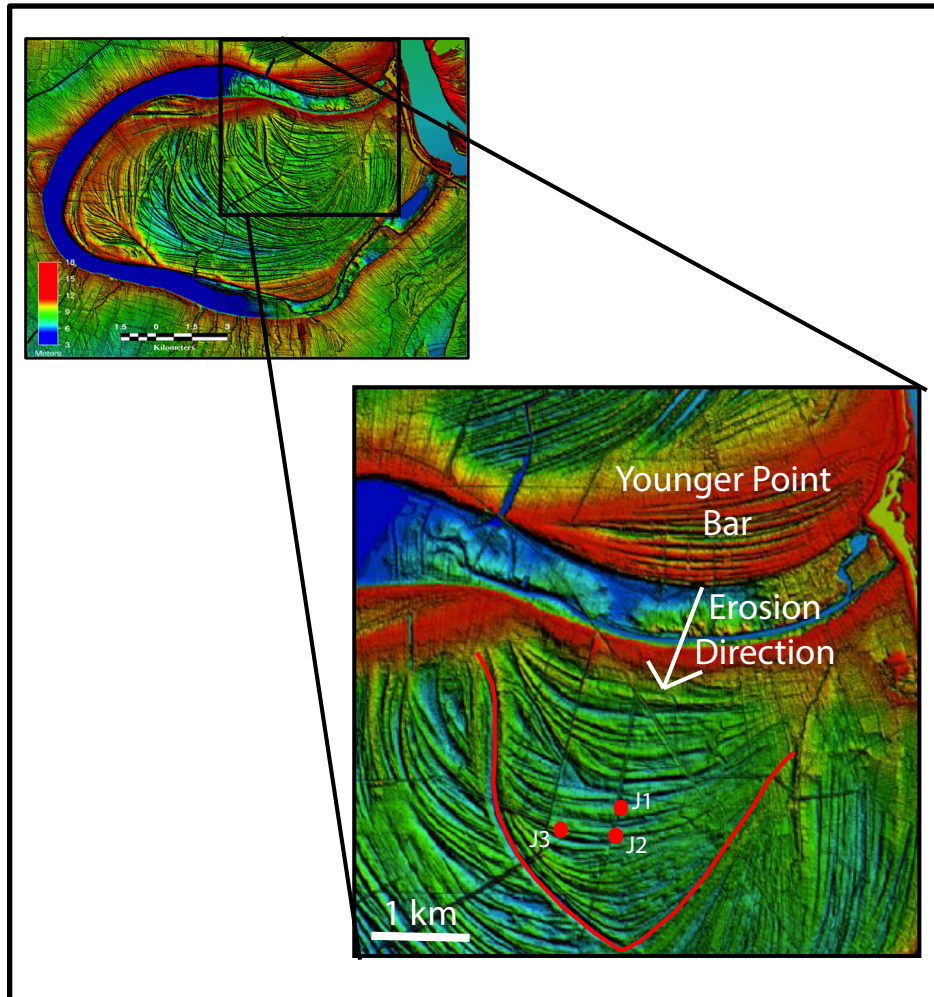 18
15
12
9
6
3
Meters
1.5 0 1.5 3
Kilometers
Younger Point
Bar
Erosion
Direction
J1
J3
J2
1 km